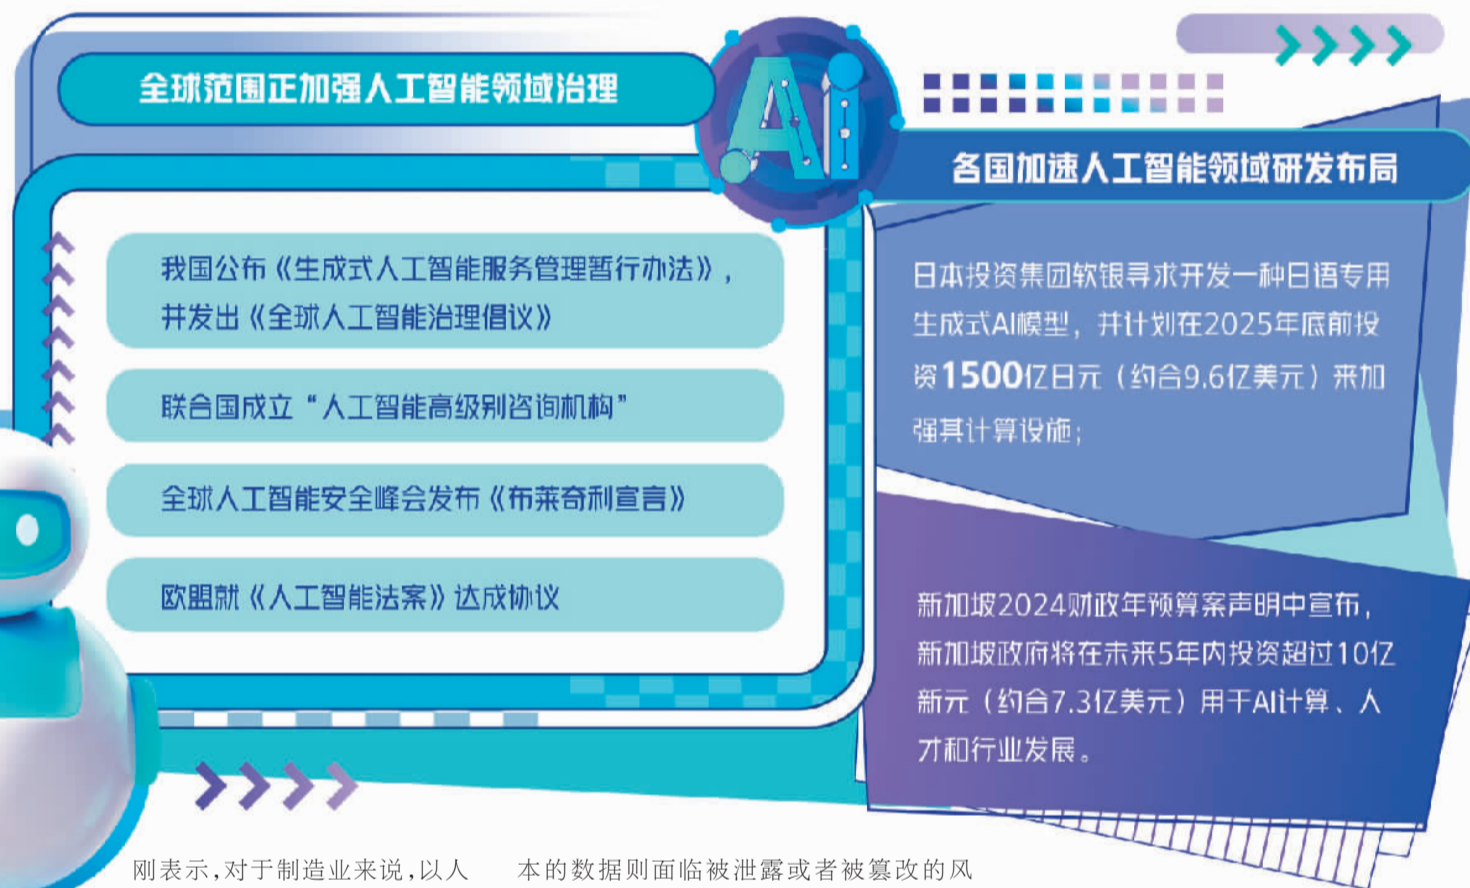 全球范围正加强人工智能领域治理
Ai
我国公布《生成式人工智能服务管理暂行办法》,
并发出《全球人工智能治理倡议》
联合国成立“人工智能高级别咨询机构”
全球人工智能安全峰会发布《布莱奇利宣言》
欧盟就《人工智能法案》达成协议
各国加速人工智能领域研发布局
日本投资集团软银寻求开发一种日语专用
生成式AI模型，并计划在2025年底前投
资1500亿日元（约合9.6亿美元）来加
强其计算设施；
新加坡2024财政年预算案声明中宣布，
新加坡政府将在未来5年内投资超过10亿
新元（约合7.3亿美元）用于AI计算、人
才和行业发展。
刚表示,对于制造业来说,以人
本的数据则面临被泄露或者被篡改的风